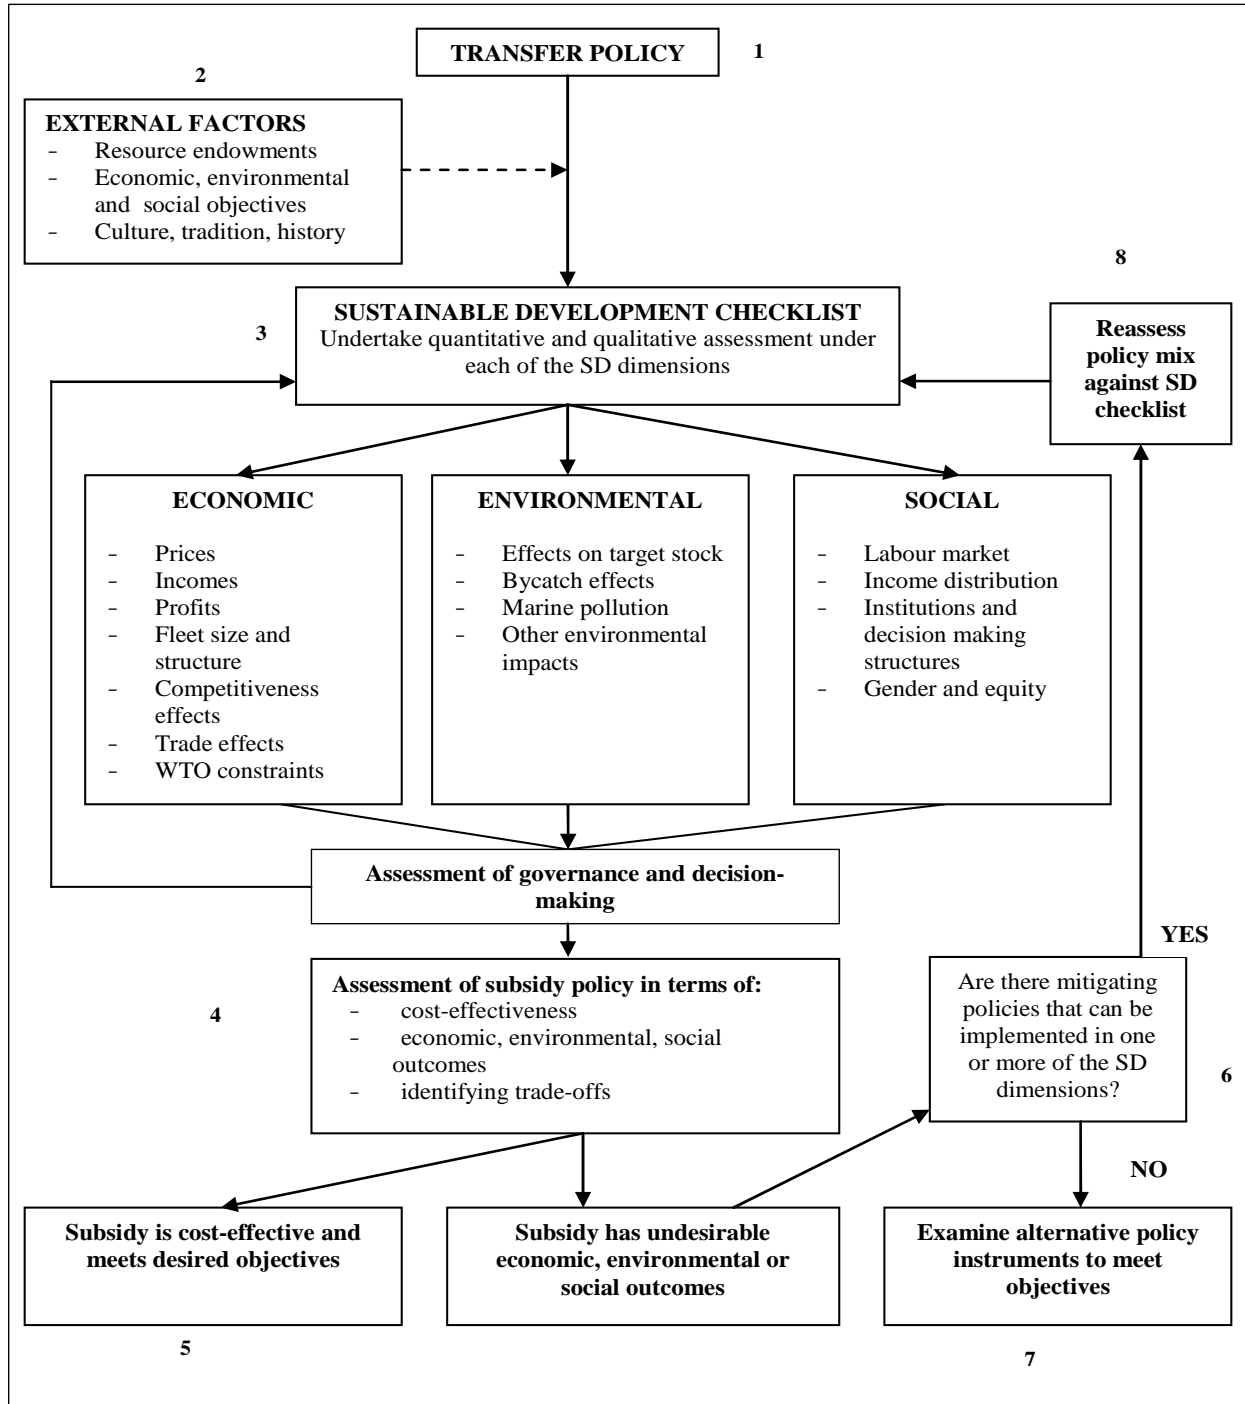 TRANSFER POLICY
1
2
EXTERNAL FACTORS
- Resource endowments
- Economic, environmental
and social objectives
- Culture, tradition, history
8
3
SUSTAINABLE DEVELOPMENT CHECKLIST
Undertake quantitative and qualitative assessment under
each of the SD dimensions
Reassess
policy mix
against SD
checklist
ECONOMIC
- Prices
- Incomes
- Profits
- Fleet size and
structure
- Competitiveness
effects
- Trade effects
- WTO constraints
ENVIRONMENTAL
- Effects on target stock
- Bycatch effects
- Marine pollution
- Other environmental
impacts
SOCIAL
- Labour market
- Income distribution
- Institutions and
decision making
structures
- Gender and equity
Assessment of governance and decision-
making
YES
4
Assessment of subsidy policy in terms of:
- cost-effectiveness
- economic, environmental, social
outcomes
- identifying trade-offs
Are there mitigating
policies that can be
implemented in one
or more of the SD
dimensions?
6
NO
Subsidy is cost-effective and
meets desired objectives
Subsidy has undesirable
economic, environmental or
social outcomes
Examine alternative policy
instruments to meet
objectives
5
7